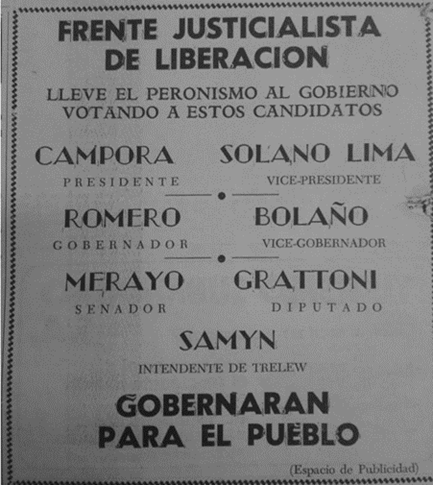 FRENTE JUSTICIALISTA
DE LIBERACION
LLEVE EL PERONISMO AL GOBIERNO
VOTANDO A ESTOS CANDIDATOS
CAMPORA SOLANO LIMA
PRESIDENTE VICE-PRESIDENTE
ROMERO BOLAÑO
GOBERNADOR VICE-GOBERNADOR
MERAYO GRATTONI
SENADOR DIPUTADO
SAMYN
INTENDENTE DE TRELEW
GOBERNARAN
PARA EL PUEBLO
(Espacio de Publicidad)